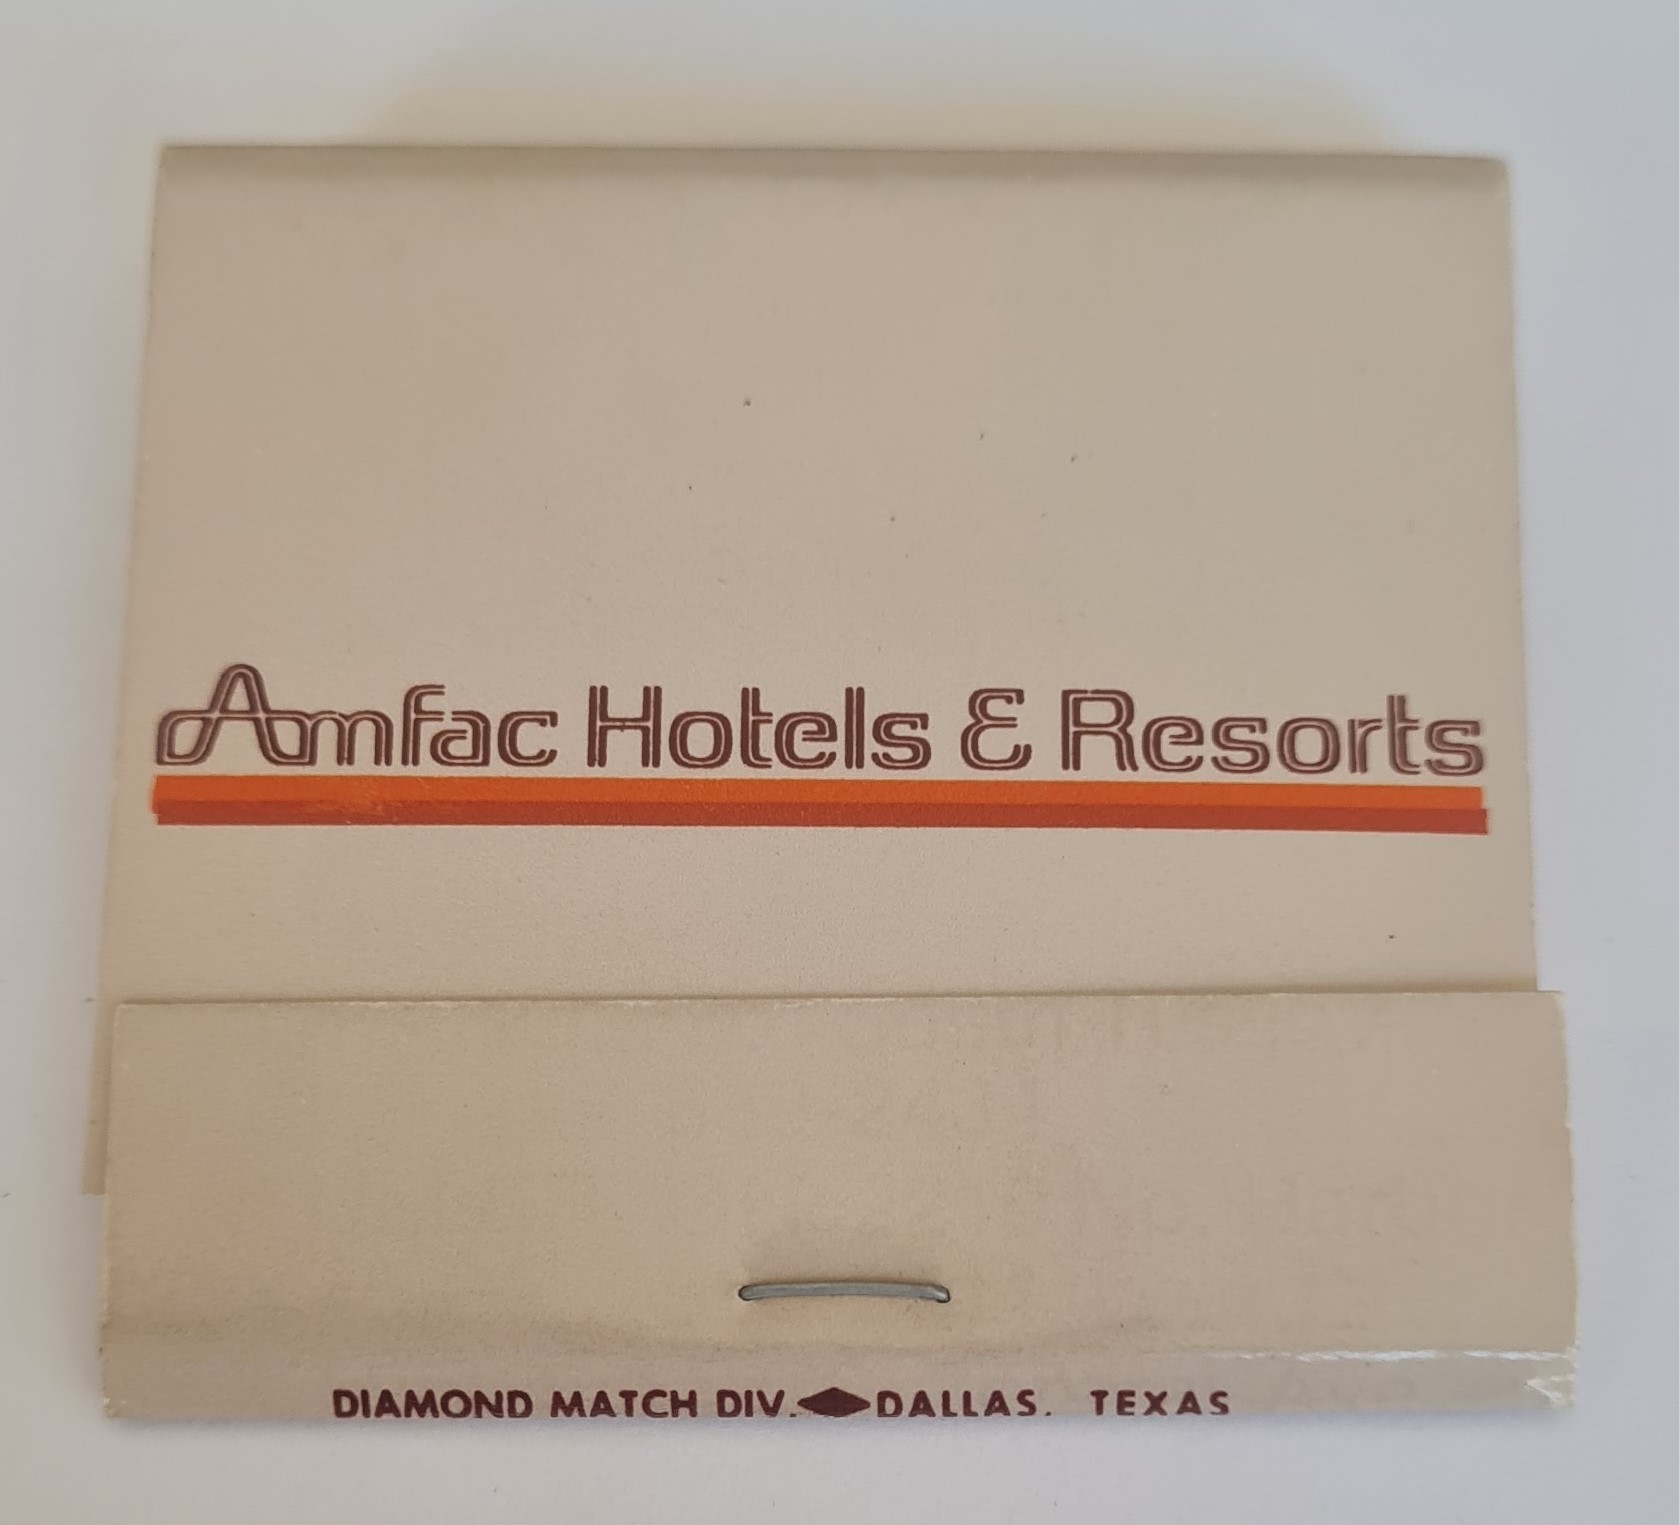 Amfac Hotels & Resorts
DIAMOND MATCH DIV. DALLAS, TEXAS